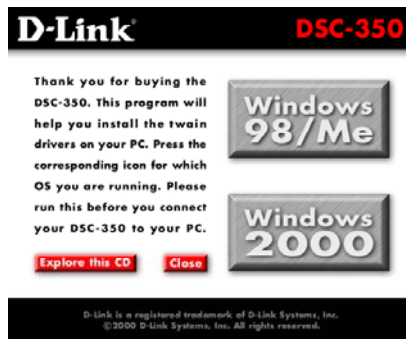 D-Link
DSC-350
Thank you for buying the
DSC-350. This program will
help you install the twain
drivers on your PC. Press the
corresponding icon for which
OS you are running. Please
run this before you connect
your DSC-350 to your PC.
Windows
98/Me
Windows
2000
Explore this CD
Close
D-Link is a registered trademark of D-Link Systems, Inc.
©2000 D-Link Systems, Inc. All rights reserved.